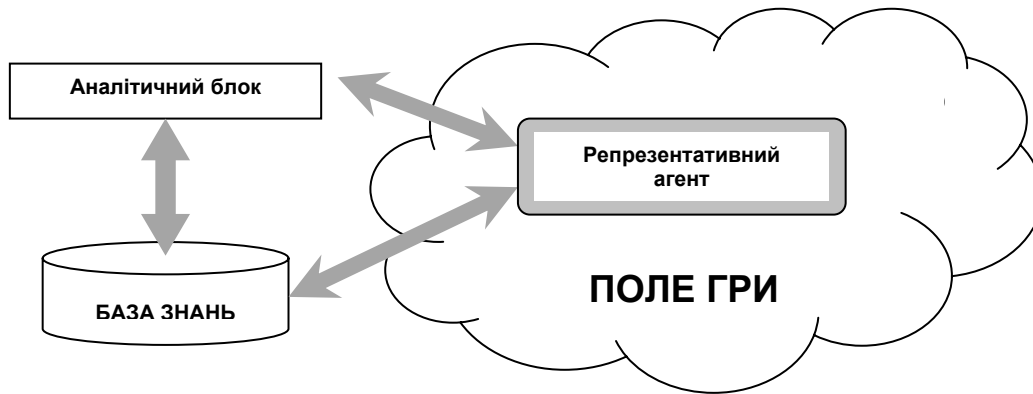 Аналітичний блок
Репрезентативний
агент
ПОЛЕ ГРИ
БАЗА ЗНАНЬ